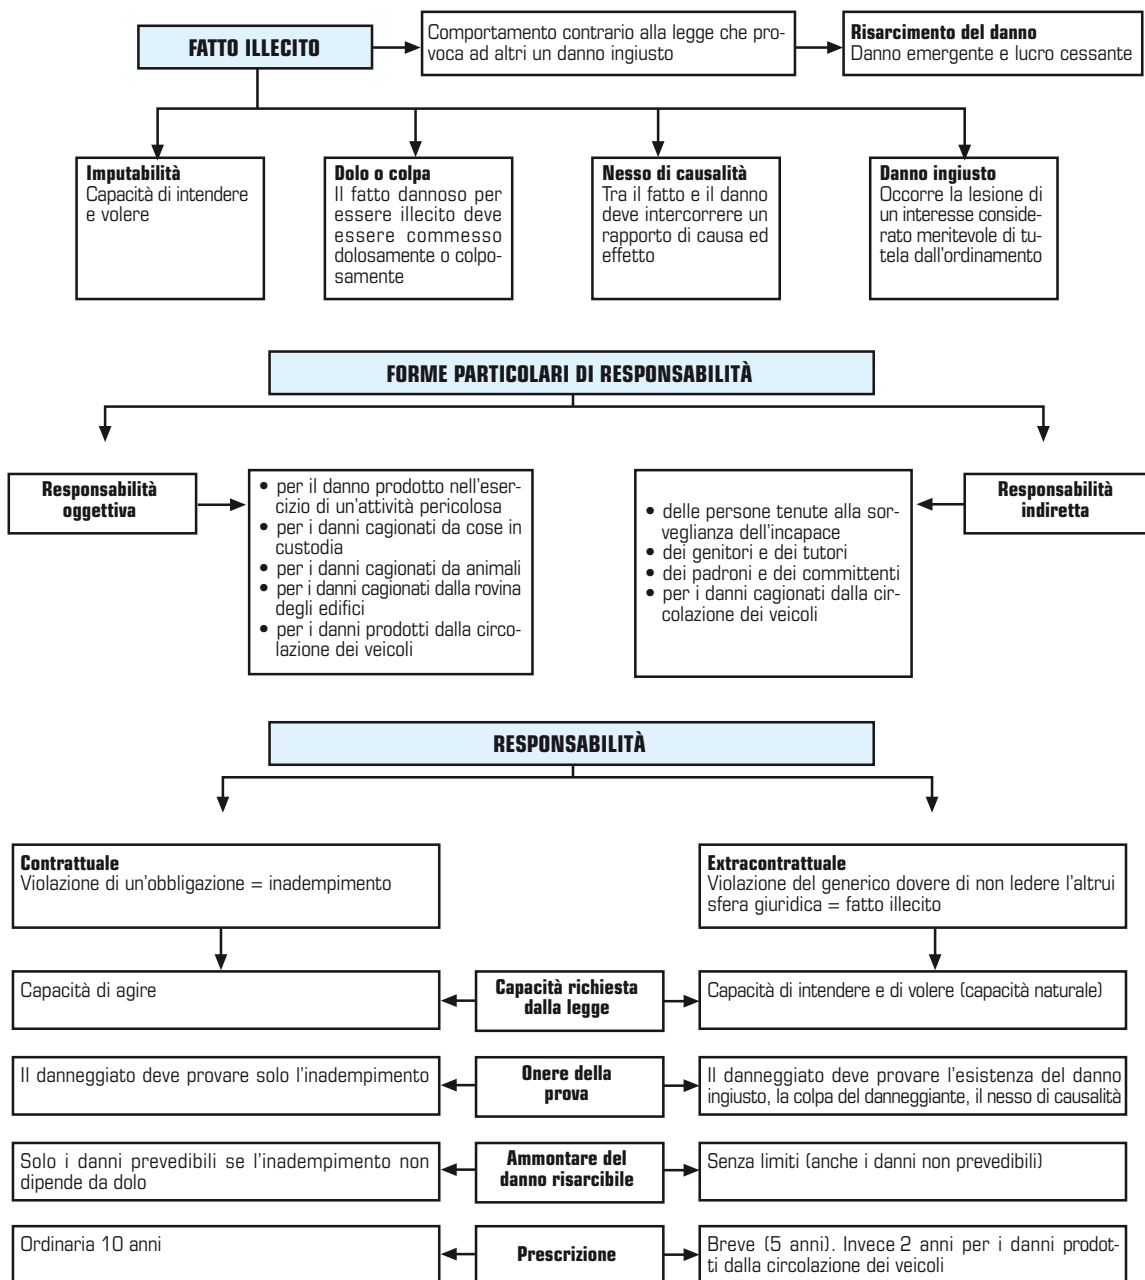 FATTO ILLECITO
Comportamento contrario alla legge che pro-
voca ad altri un danno ingiusto
Risarcimento del danno
Danno emergente e lucro cessante
Imputabilità
Capacità di intendere
e volere
Dolo o colpa
Il fatto dannoso per
essere illecito deve
essere commesso
dolosamente o colpo-
samente
Nesso di causalità
Tra il fatto e il danno
deve intercorrere un
rapporto di causa ed
effetto
Danno ingiusto
Occorre la lesione di
un interesse conside-
rato meritevole di tu-
tela dall'ordinamento
FORME PARTICOLARI DI RESPONSABILITÀ
Responsabilità
oggettiva
• per il danno prodotto nell'eser-
cizio di un'attività pericolosa
• per i danni cagionati da cose in
custodia
• per i danni cagionati da animali
• per i danni cagionati dalla rovina
degli edifici
• per i danni prodotti dalla circo-
lazione dei veicoli
• delle persone tenute alla sor-
veglianza dell'incapace
• dei genitori e dei tutori
• dei padroni e dei committenti
• per i danni cagionati dalla cir-
colazione dei veicoli
Responsabilità
indiretta
RESPONSABILITÀ
Contrattuale
Violazione di un'obbligazione = inadempimento
Extracontrattuale
Violazione del generico dovere di non ledere l'altrui
sfera giuridica = fatto illecito
Capacità di agire
Capacità richiesta
dalla legge
Capacità di intendere e di volere (capacità naturale)
Il danneggiato deve provare solo l'inadempimento
Onere della
prova
Il danneggiato deve provare l'esistenza del danno
ingiusto, la colpa del danneggiante, il nesso di causalità
Solo i danni prevedibili se l'inadempimento non
dipende da dolo
Ammontare del
danno risarcibile
Senza limiti (anche i danni non prevedibili)
Ordinaria 10 anni
Prescrizione
Breve (5 anni). Invece 2 anni per i danni prodot-
ti dalla circolazione dei veicoli